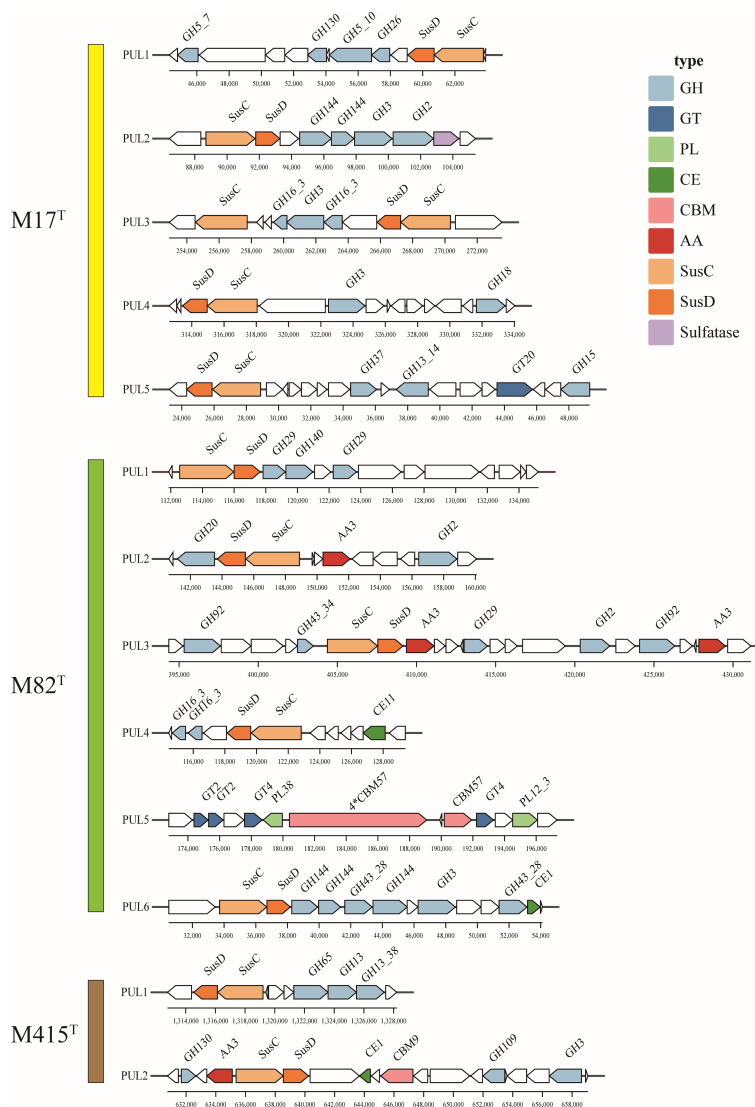 GH5_7 GH130 GH5_10 GH26 SusD SusC
PUL1
46,000 48,000 50,000 52,000 54,000 56,000 58,000 60,000 62,000
SusC SusD GH144 GH144 GH3 GH2
PUL2
88,000 90,000 92,000 94,000 96,000 98,000 100,000 102,000 104,000
SusC GH16_3 GH3 GH16_3 SusD SusC
PUL3
254,000 256,000 258,000 260,000 262,000 264,000 266,000 268,000 270,000 272,000
SusD SusC GH3 GH18
PUL4
314,000 316,000 318,000 320,000 322,000 324,000 326,000 328,000 330,000 332,000 334,000
SusD SusC GH37 GH13_14 GT20 GH15
PUL5
24,000 26,000 28,000 30,000 32,000 34,000 36,000 38,000 40,000 42,000 44,000 46,000 48,000
M17T
type
GH
GT
PL
CE
CBM
AA
SusC
SusD
Sulfatase
SusC SusD GH29 GH140 GH29
PUL1
112,000 114,000 116,000 118,000 120,000 122,000 124,000 126,000 128,000 130,000 132,000 134,000
GH20 SusD SusC AA3 GH2
PUL2
142,000 144,000 146,000 148,000 150,000 152,000 154,000 156,000 158,000 160,000
GH92 GH43_34 SusC SusD AA3 GH29 GH2 GH92 AA3
PUL3
395,000 400,000 405,000 410,000 415,000 420,000 425,000 430,000
M82T
GH16_3 GH16_3 SusD SusC CE11
PUL4
116,000 118,000 120,000 122,000 124,000 126,000 128,000
GT2 GT2 GT4 PL38 4*CBM57 CBM57 GT4 PL12_3
PUL5
174,000 176,000 178,000 180,000 182,000 184,000 186,000 188,000 190,000 192,000 194,000 196,000
SusC SusD GH144 GH144 GH43_28 GH144 GH3 GH43_28 CE1
PUL6
32,000 34,000 36,000 38,000 40,000 42,000 44,000 46,000 48,000 50,000 52,000 54,000
SusD SusC GH65 GH13 GH13_38
PUL1
1,314,000 1,316,000 1,318,000 1,320,000 1,322,000 1,324,000 1,326,000 1,328,000
M415T
GH130 AA3 SusC SusD CE1 CBM9 GH109 GH3
PUL2
632,000 634,000 636,000 638,000 640,000 642,000 644,000 646,000 648,000 650,000 652,000 654,000 656,000 658,000